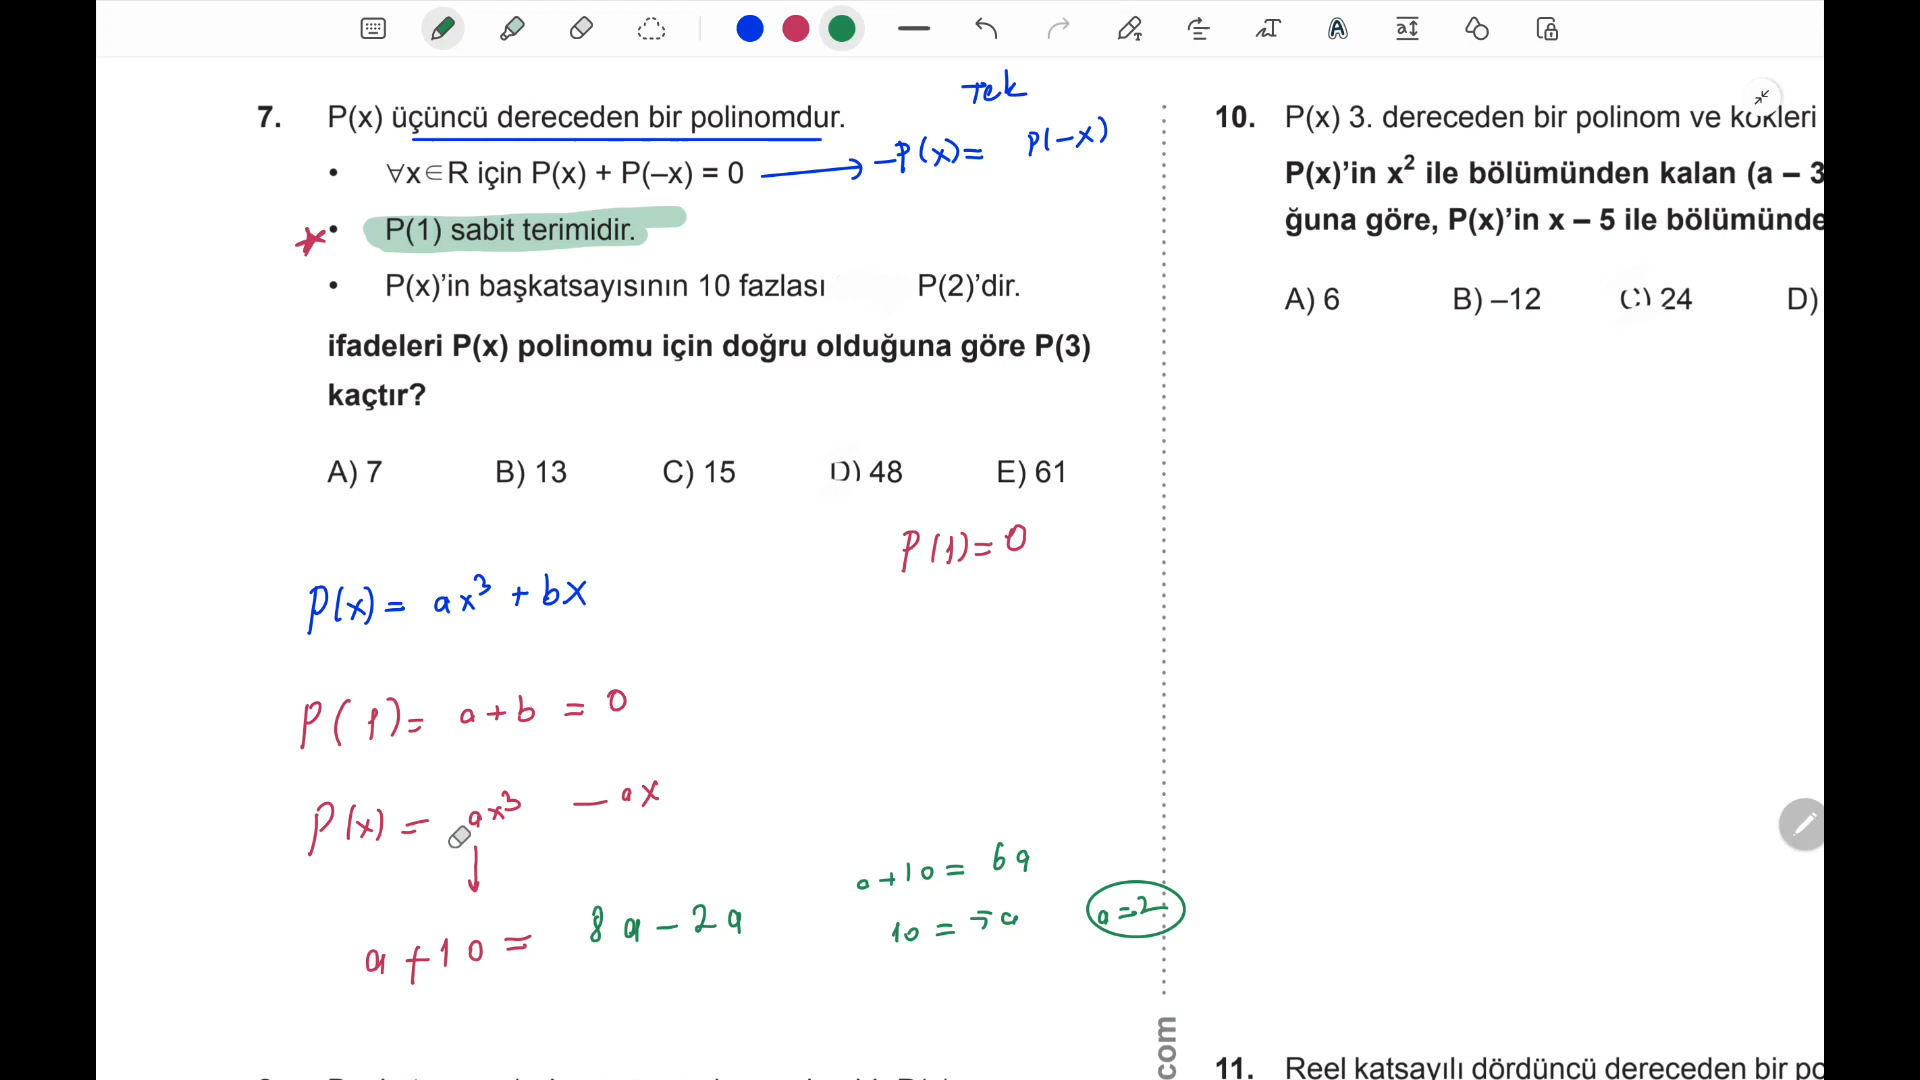 7. P(x) üçüncü dereceden bir polinomdur.
Tek
• ∀x∈R için P(x) + P(–x) = 0
–P(x) = P(–x)
• P(1) sabit terimidir.
• P(x)'in başkatsayısının 10 fazlası P(2)'dir.
ifadeleri P(x) polinomu için doğru olduğuna göre P(3)
kaçtır?
A) 7 B) 13 C) 15 D) 48 E) 61
P(1) = 0
P(x) = ax³ + bx
P(1) = a + b = 0
P(x) = ax³ – ax
a + 10 = 8a – 2a
a + 10 = 6a
10 = 5a
a = 2
10. P(x) 3. dereceden bir polinom ve kökleri
P(x)'in x² ile bölümünden kalan (a – 3
ğuna göre, P(x)'in x – 5 ile bölümünde
A) 6 B) –12 C) 24 D)
com
11. Reel katsayılı dördüncü dereceden bir po